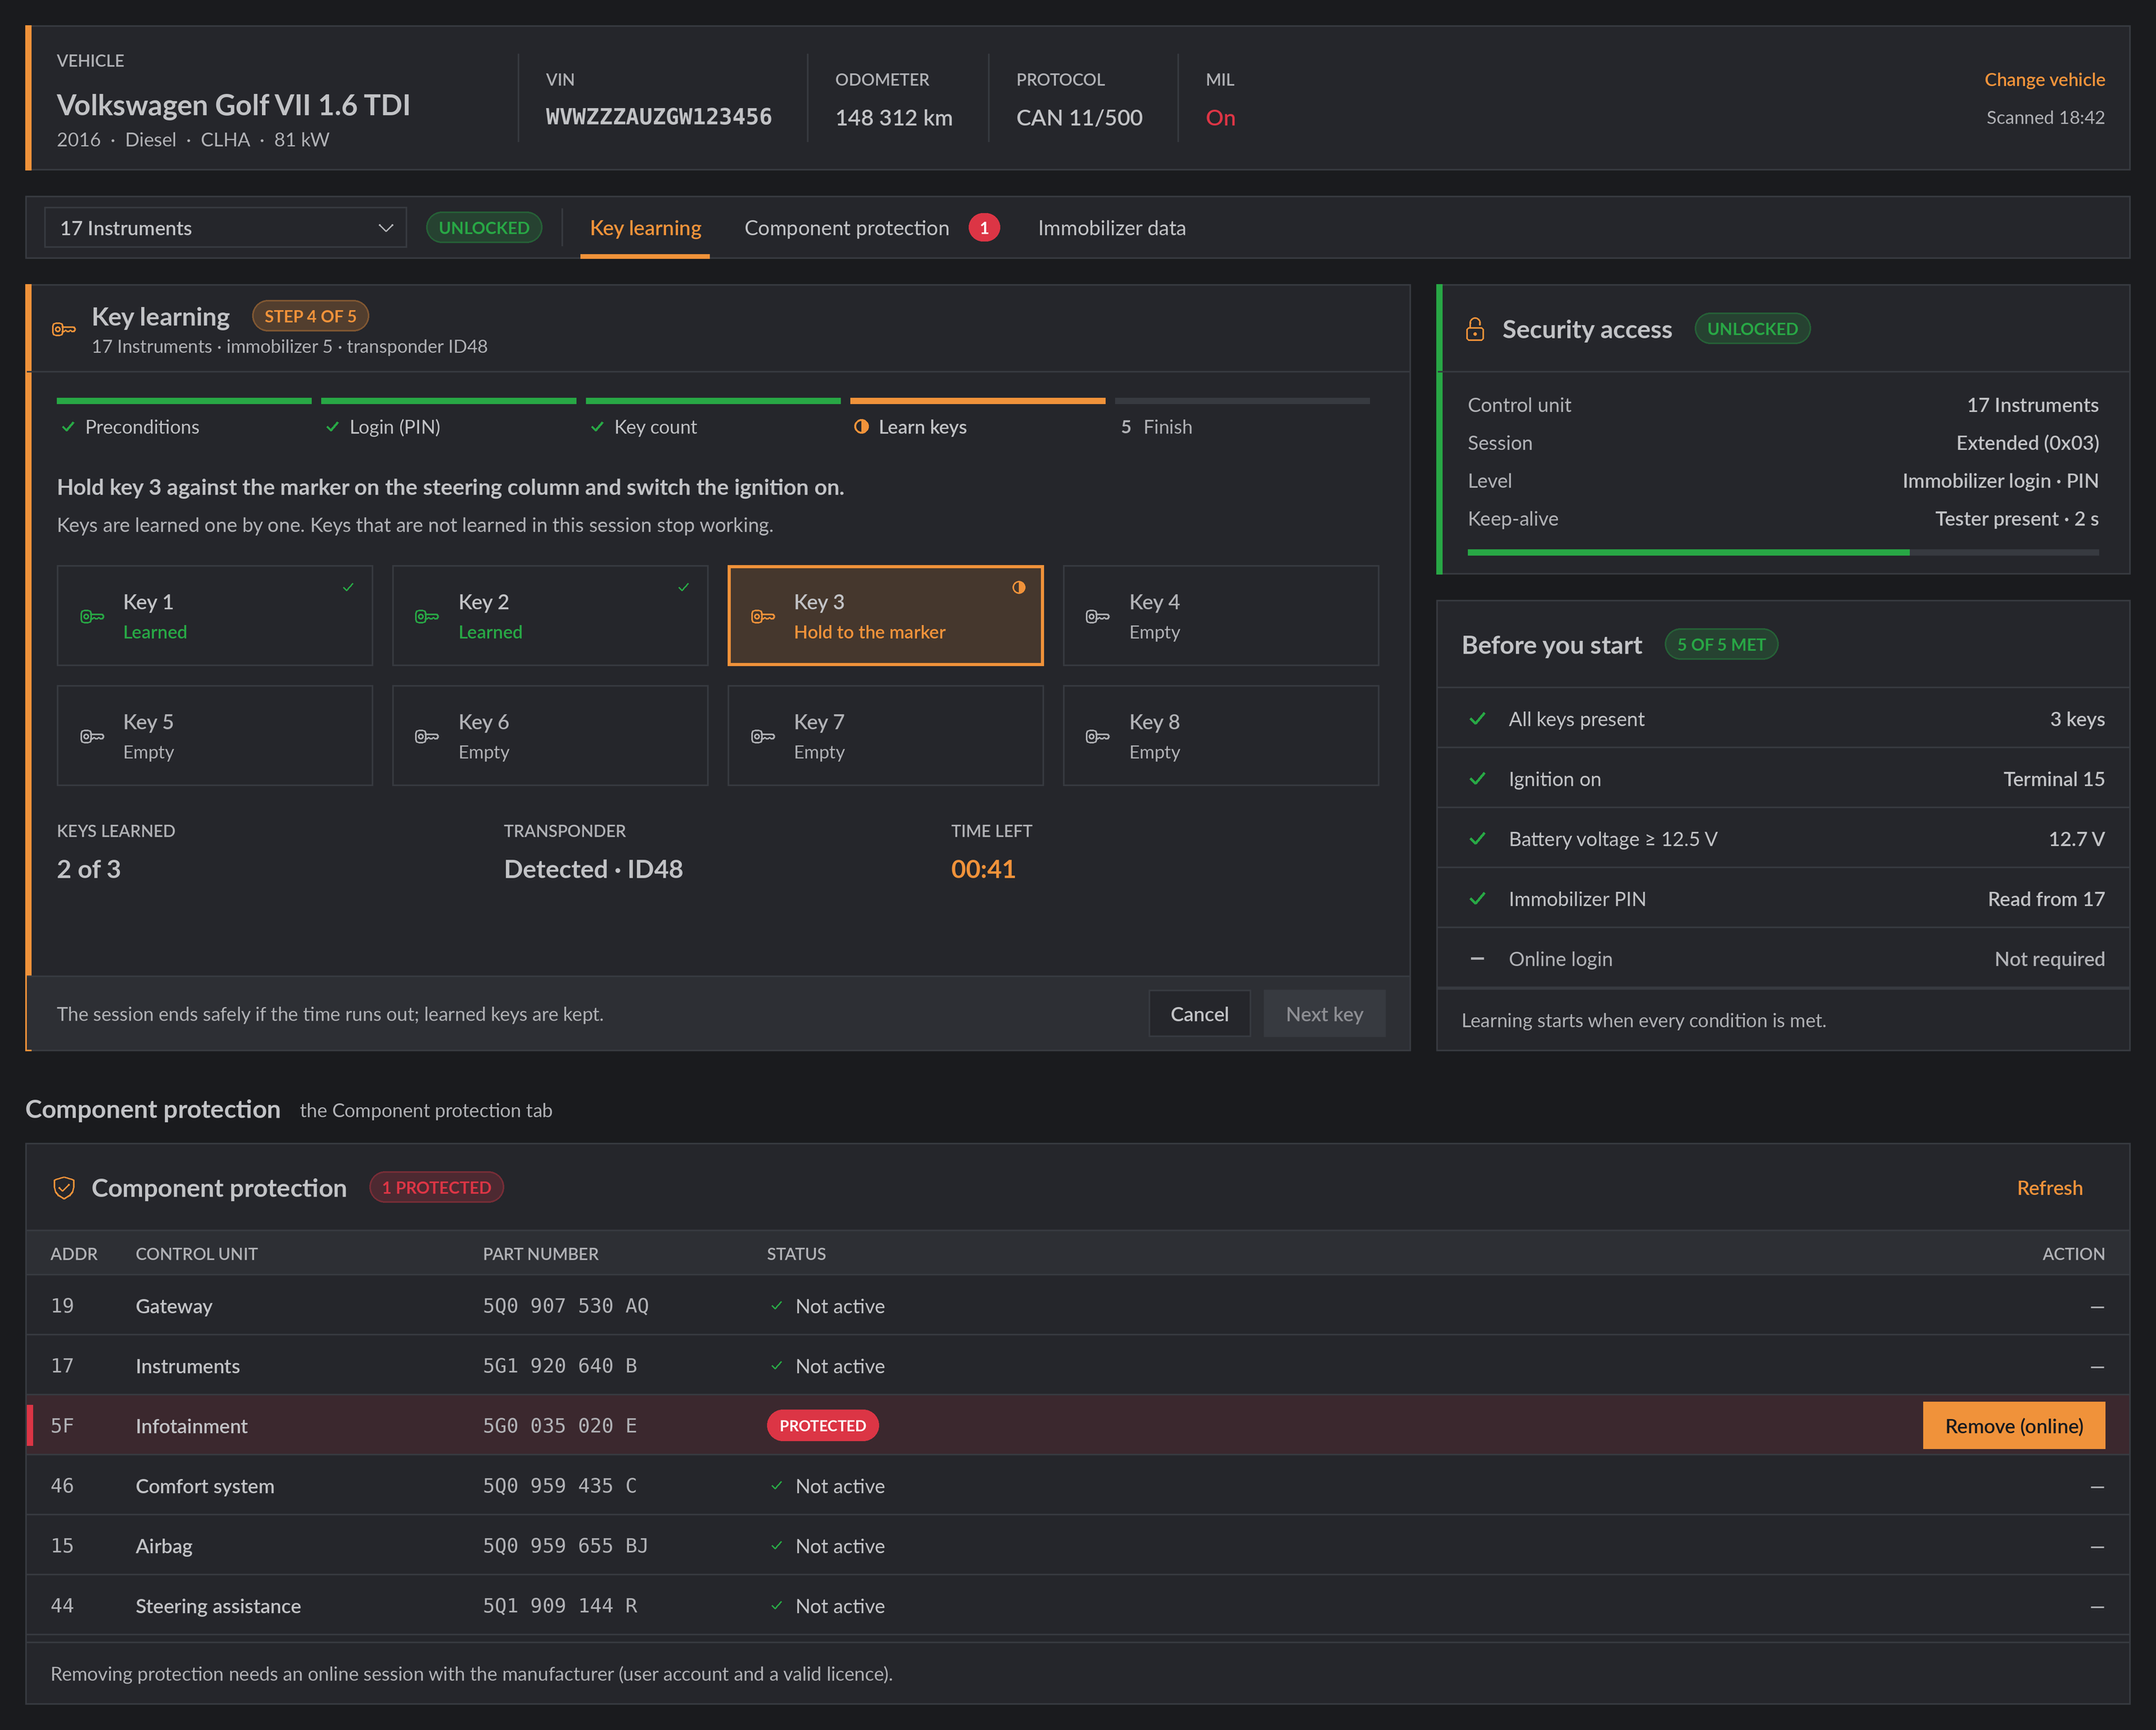 VEHICLE
Volkswagen Golf VII 1.6 TDI
2016 · Diesel · CLHA · 81 kW
VIN
WVWZZZAUZGW123456
ODOMETER
148 312 km
PROTOCOL
CAN 11/500
MIL
On
Change vehicle
Scanned 18:42
17 Instruments
UNLOCKED
Key learning
Component protection 1
Immobilizer data
Key learning STEP 4 OF 5
17 Instruments · immobilizer 5 · transponder ID48
Preconditions
Login (PIN)
Key count
Learn keys
5 Finish
Hold key 3 against the marker on the steering column and switch the ignition on.
Keys are learned one by one. Keys that are not learned in this session stop working.
Key 1
Learned
Key 2
Learned
Key 3
Hold to the marker
Key 4
Empty
Key 5
Empty
Key 6
Empty
Key 7
Empty
Key 8
Empty
KEYS LEARNED
2 of 3
TRANSPONDER
Detected · ID48
TIME LEFT
00:41
The session ends safely if the time runs out; learned keys are kept.
Cancel
Next key
Security access UNLOCKED
Control unit 17 Instruments
Session Extended (0x03)
Level Immobilizer login · PIN
Keep-alive Tester present · 2 s
Before you start 5 OF 5 MET
All keys present 3 keys
Ignition on Terminal 15
Battery voltage ≥ 12.5 V 12.7 V
Immobilizer PIN Read from 17
– Online login Not required
Learning starts when every condition is met.
Component protection the Component protection tab
Component protection 1 PROTECTED
Refresh
ADDR CONTROL UNIT PART NUMBER STATUS ACTION
19 Gateway 5Q0 907 530 AQ Not active –
17 Instruments 5G1 920 640 B Not active –
5F Infotainment 5G0 035 020 E PROTECTED Remove (online)
46 Comfort system 5Q0 959 435 C Not active –
15 Airbag 5Q0 959 655 BJ Not active –
44 Steering assistance 5Q1 909 144 R Not active –
Removing protection needs an online session with the manufacturer (user account and a valid licence).